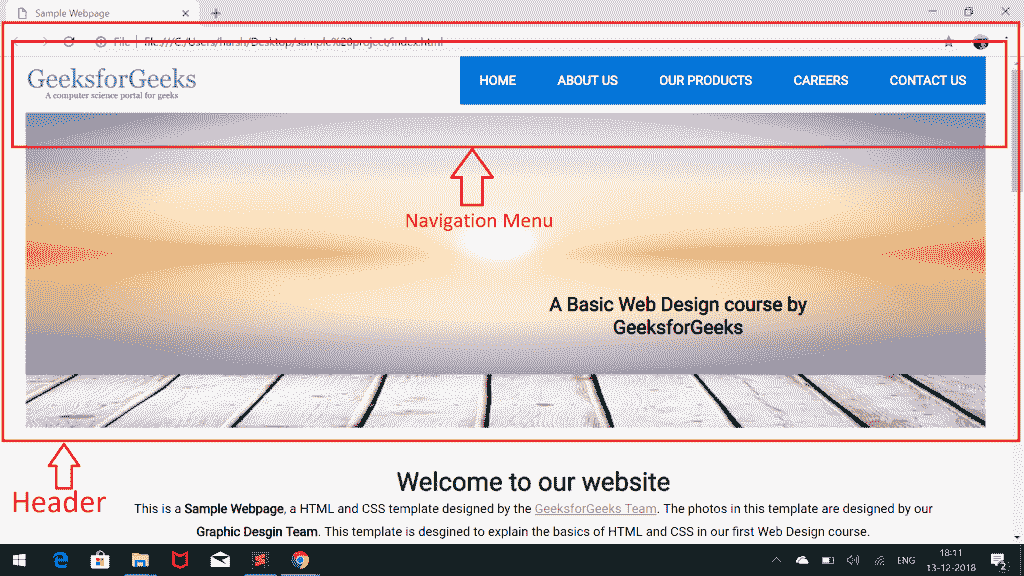 Sample Webpage
File file:///C:/Users/harsh/Desktop/sample%20project/index.html
GeeksforGeeks
A computer science portal for geeks
HOME ABOUT US OUR PRODUCTS CAREERS CONTACT US
Navigation Menu
A Basic Web Design course by
GeeksforGeeks
Header
Welcome to our website
This is a Sample Webpage, a HTML and CSS template designed by the GeeksforGeeks Team. The photos in this template are designed by our
Graphic Desgin Team. This template is desgined to explain the basics of HTML and CSS in our first Web Design course.
ENG
18:11
13-12-2018
2